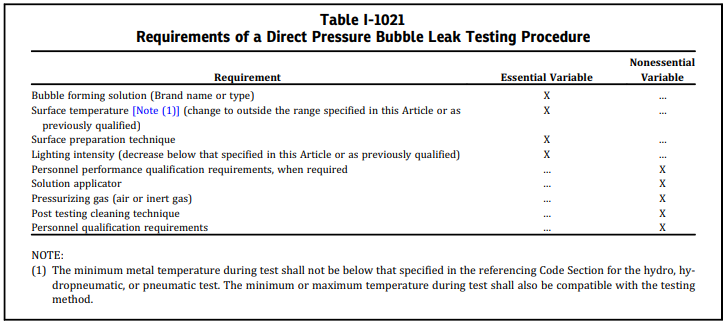 Table I-1021
Requirements of a Direct Pressure Bubble Leak Testing Procedure
Requirement Essential Variable Nonessential Variable
Bubble forming solution (Brand name or type) X ...
Surface temperature [Note (1)] (change to outside the range specified in this Article or as X ...
previously qualified)
Surface preparation technique X ...
Lighting intensity (decrease below that specified in this Article or as previously qualified) X ...
Personnel performance qualification requirements, when required ... X
Solution applicator ... X
Pressurizing gas (air or inert gas) ... X
Post testing cleaning technique ... X
Personnel qualification requirements ... X
NOTE:
(1) The minimum metal temperature during test shall not be below that specified in the referencing Code Section for the hydro, hy-
dropneumatic, or pneumatic test. The minimum or maximum temperature during test shall also be compatible with the testing
method.